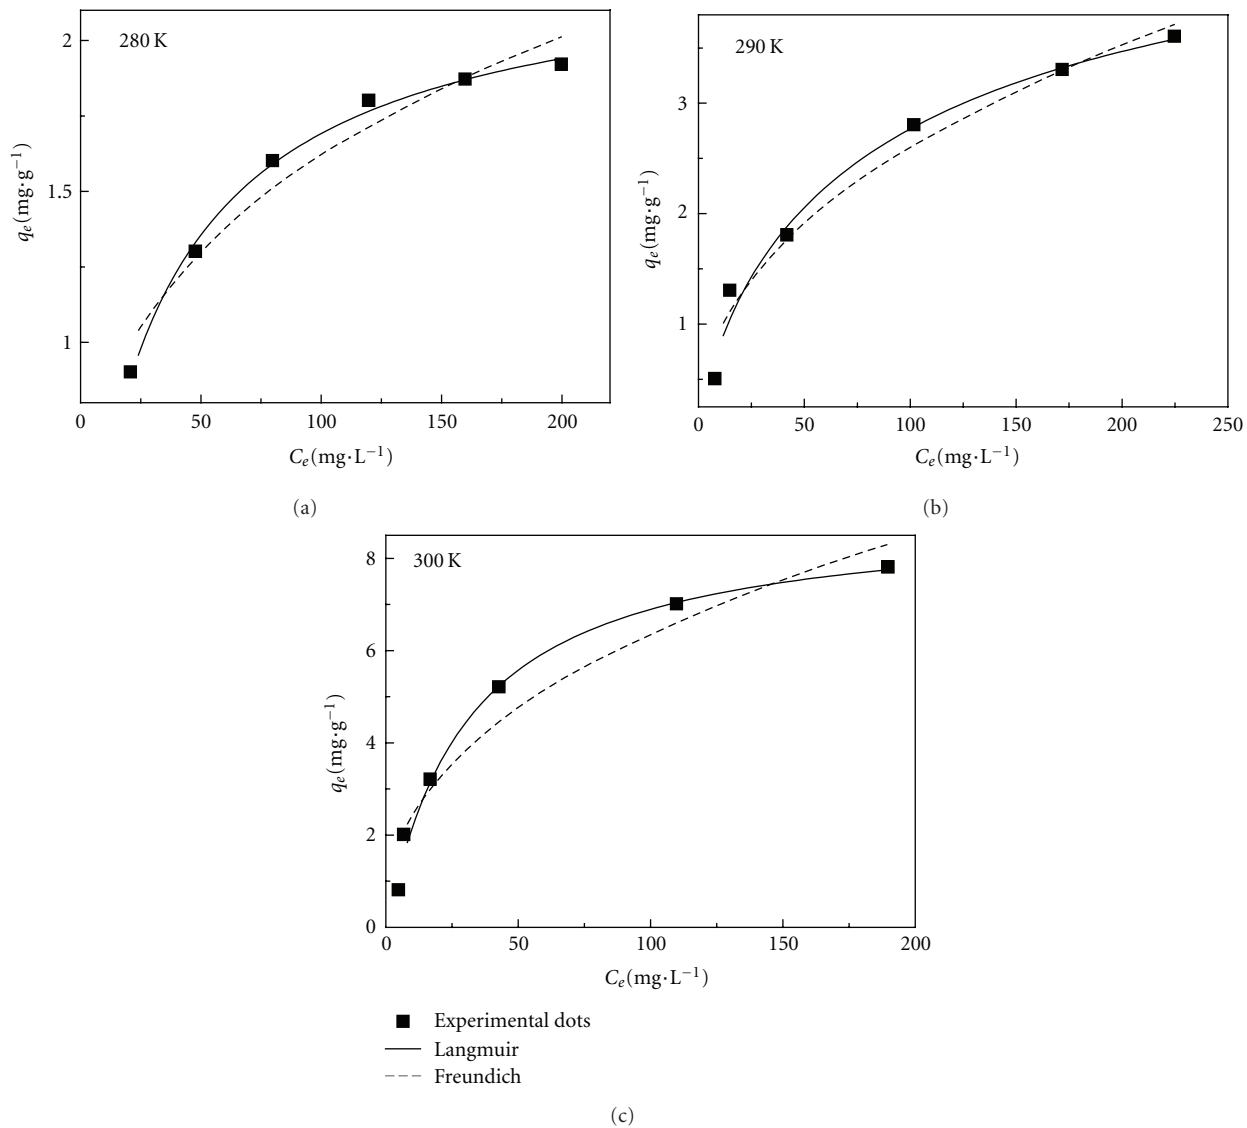 280 K
2
1.5
1
q_e (mg·g⁻¹)
0 50 100 150 200
C_e (mg·L⁻¹)
(a)
290 K
3
2
1
q_e (mg·g⁻¹)
0 50 100 150 200 250
C_e (mg·L⁻¹)
(b)
300 K
8
6
4
2
0
q_e (mg·g⁻¹)
0 50 100 150 200
C_e (mg·L⁻¹)
Experimental dots
Langmuir
Freundich
(c)